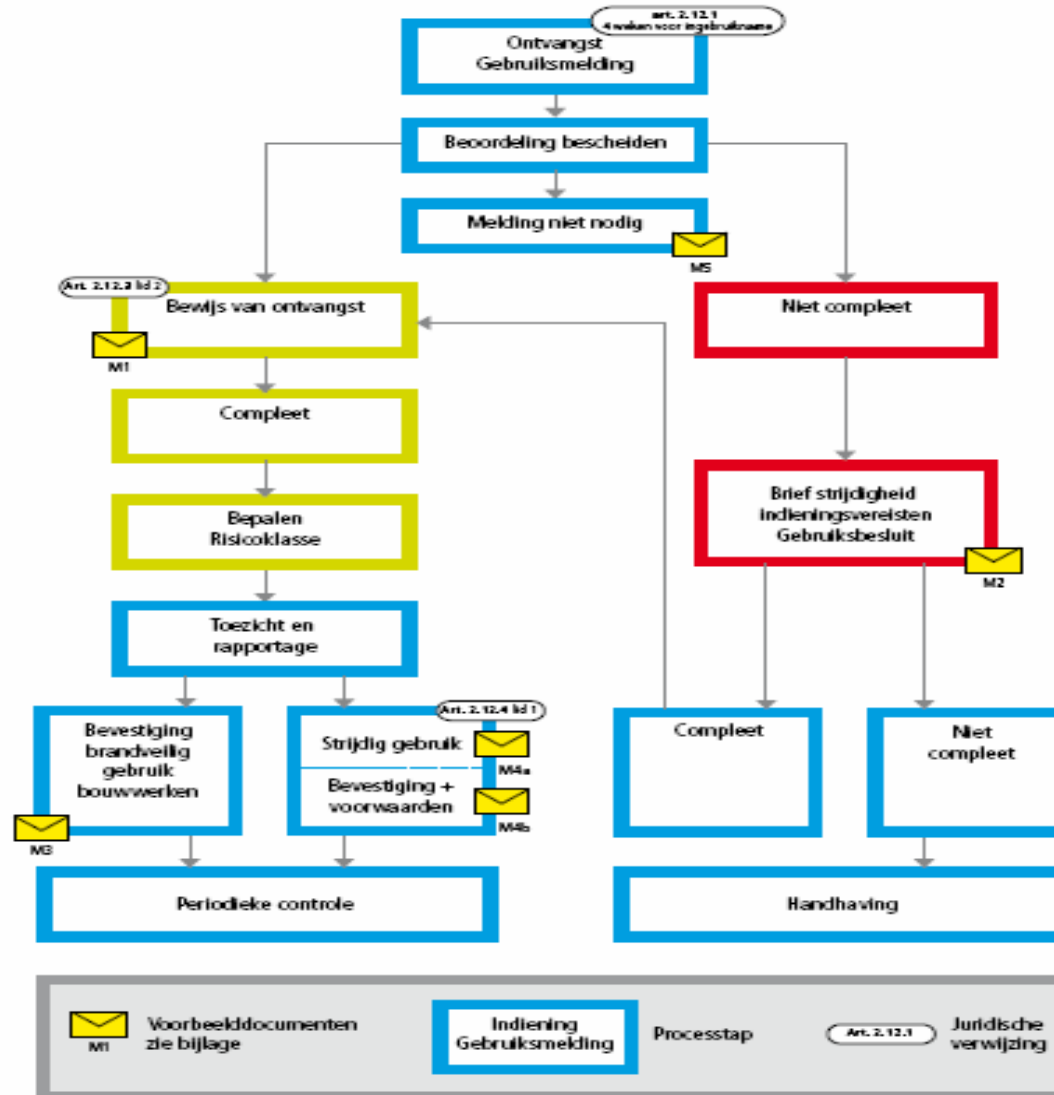 art. 2.12.1
4 weken voor ingebruikname
Ontvangst
Gebruiksmelding
Beoordeling bescheiden
Melding niet nodig
M5
Art. 2.12.3 lid 2
Bewijs van ontvangst
M1
Niet compleet
Compleet
Bepalen
Risicoklasse
Brief strijdigheid
indieningsvereisten
Gebruiksbesluit
M2
Toezicht en
rapportage
Bevestiging
brandveilig
gebruik
bouwwerken
M3
Art. 2.12.4 lid 1
Strijdig gebruik
M4a
Bevestiging +
voorwaarden
M4b
Compleet
Niet
compleet
Periodieke controle
Handhaving
M1
Voorbeelddocumenten
zie bijlage
Indiening
Gebruiksmelding
Processtap
Art. 2.12.1
Juridische
verwijzing